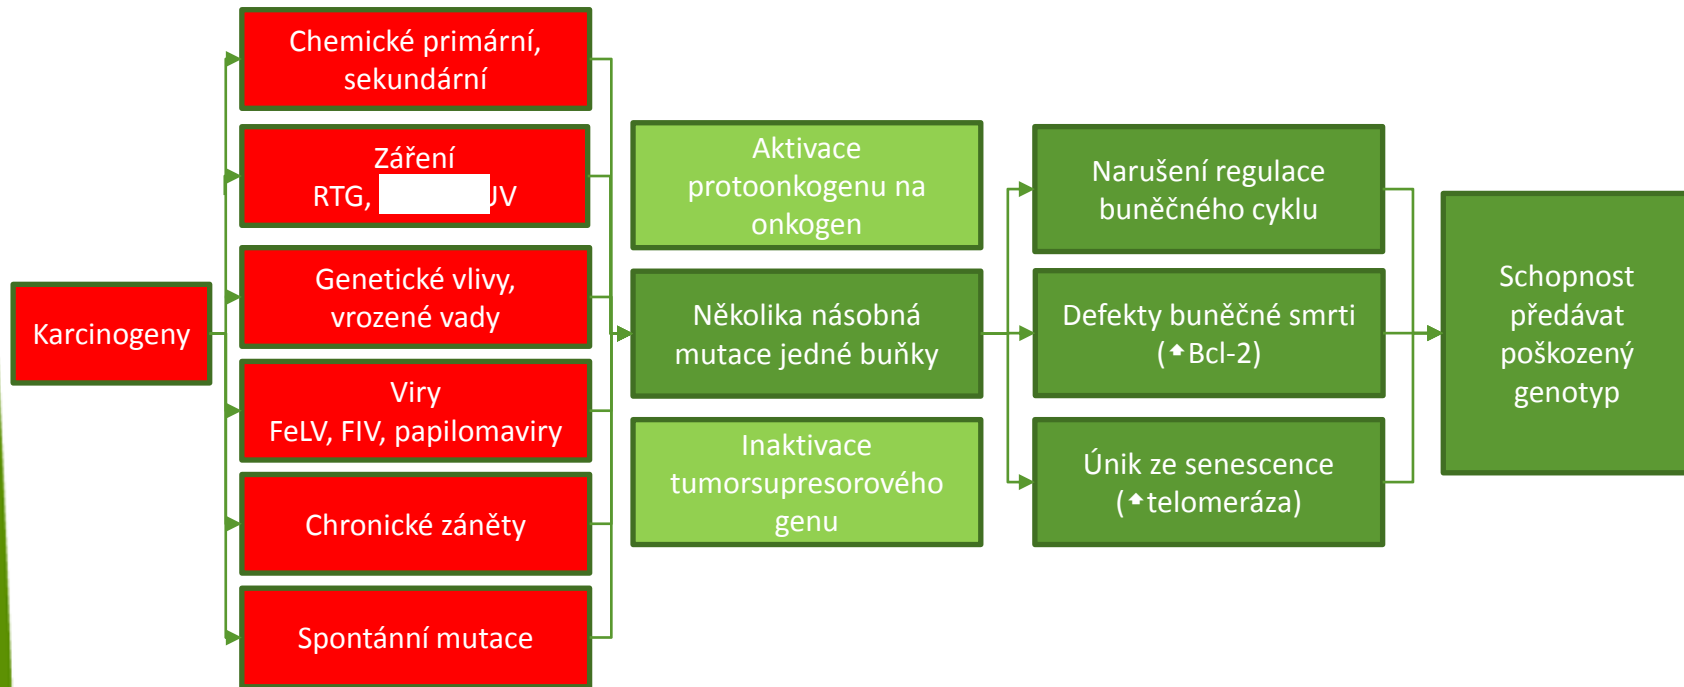 Karcinogeny
Chemické primární,
sekundární
Záření
RTG,
Genetické vlivy,
vrozené vady
Viry
FeLV, FIV, papilomaviry
Chronické záněty
Spontánní mutace
Aktivace
protoonkogenu na
onkogen
Několika násobná
mutace jedné buňky
Inaktivace
tumorsupresorového
genu
Narušení regulace
buněčného cyklu
Defekty buněčné smrti
(🠉Bcl-2)
Únik ze senescence
(🠉telomeráza)
Schopnost
předávat
poškozený
genotyp